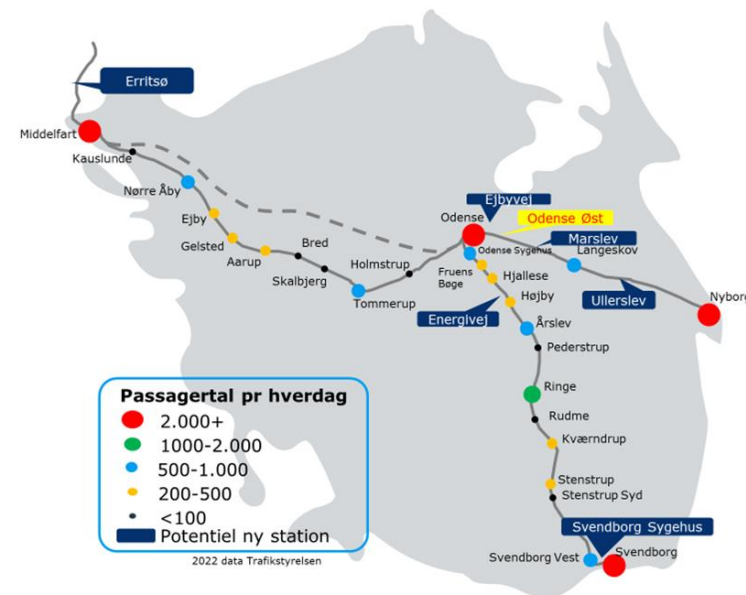 Erritsø
Middelfart
Kauslunde
Nørre Åby
Ejby
Gelsted
Aarup
Bred
Skalbjerg
Tommerup
Holmstrup
Odense
Ejbyvej
Odense Øst
Marslev
Langeskov
Ullerslev
Nyborg
Odense Sygehus
Fruens
Bøge
Hjallese
Højby
Energivej
Årslev
Pederstrup
Ringe
Rudme
Kværndrup
Stenstrup
Stenstrup Syd
Svendborg Sygehus
Svendborg Vest
Svendborg
Passagertal pr hverdag
2.000+
1000-2.000
500-1.000
200-500
<100
Potentiel ny station
2022 data Trafikstyrelsen